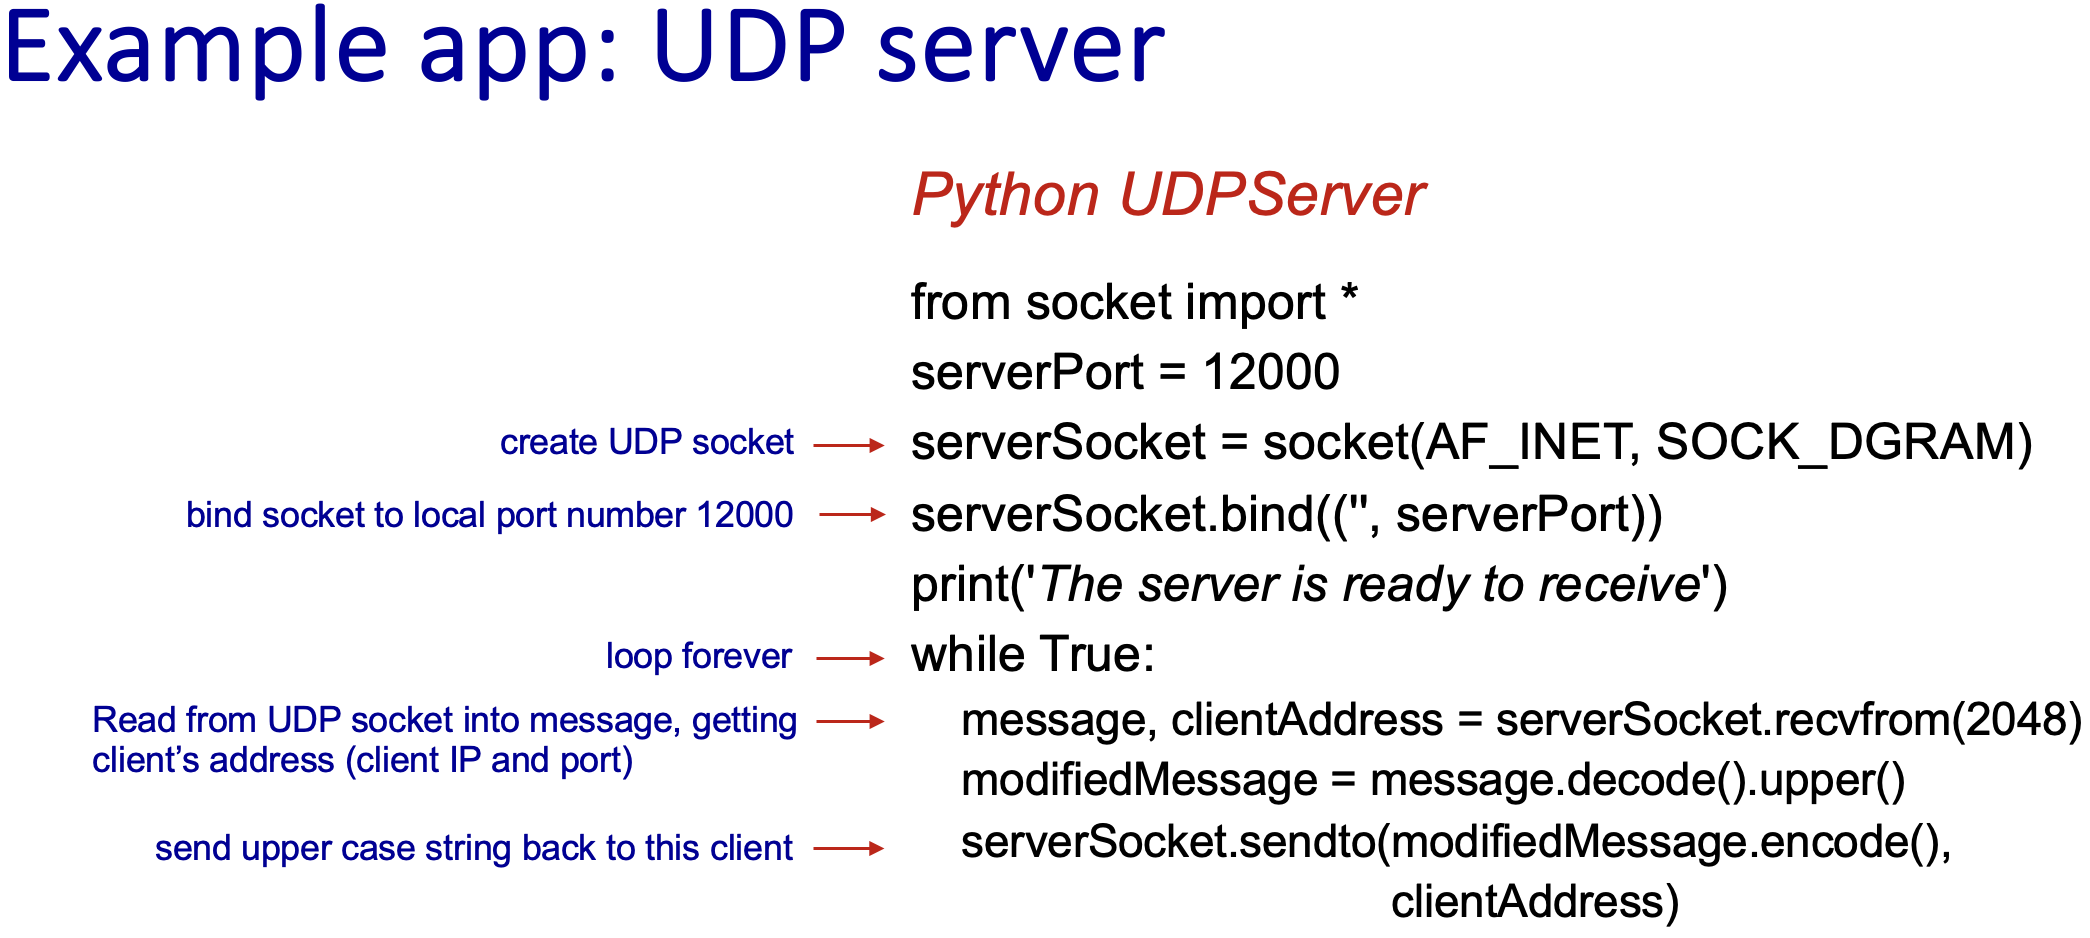 Example app: UDP server
Python UDPServer
from socket import *
serverPort = 12000
create UDP socket
serverSocket = socket(AF_INET, SOCK_DGRAM)
bind socket to local port number 12000
serverSocket.bind(('', serverPort))
print('The server is ready to receive')
loop forever
while True:
Read from UDP socket into message, getting
client’s address (client IP and port)
message, clientAddress = serverSocket.recvfrom(2048)
modifiedMessage = message.decode().upper()
send upper case string back to this client
serverSocket.sendto(modifiedMessage.encode(),
clientAddress)